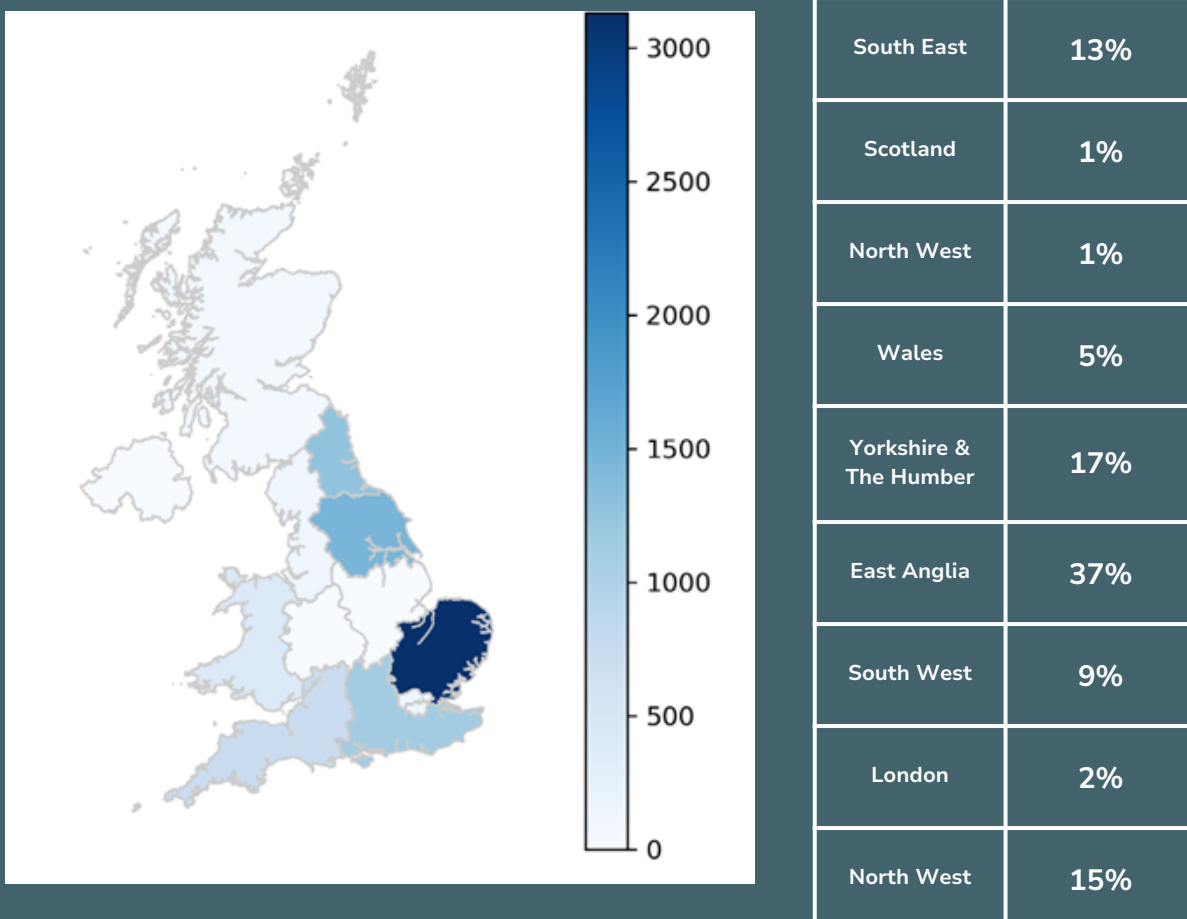 3000
2500
2000
1500
1000
500
0
South East 13%
Scotland 1%
North West 1%
Wales 5%
Yorkshire &
The Humber 17%
East Anglia 37%
South West 9%
London 2%
North West 15%